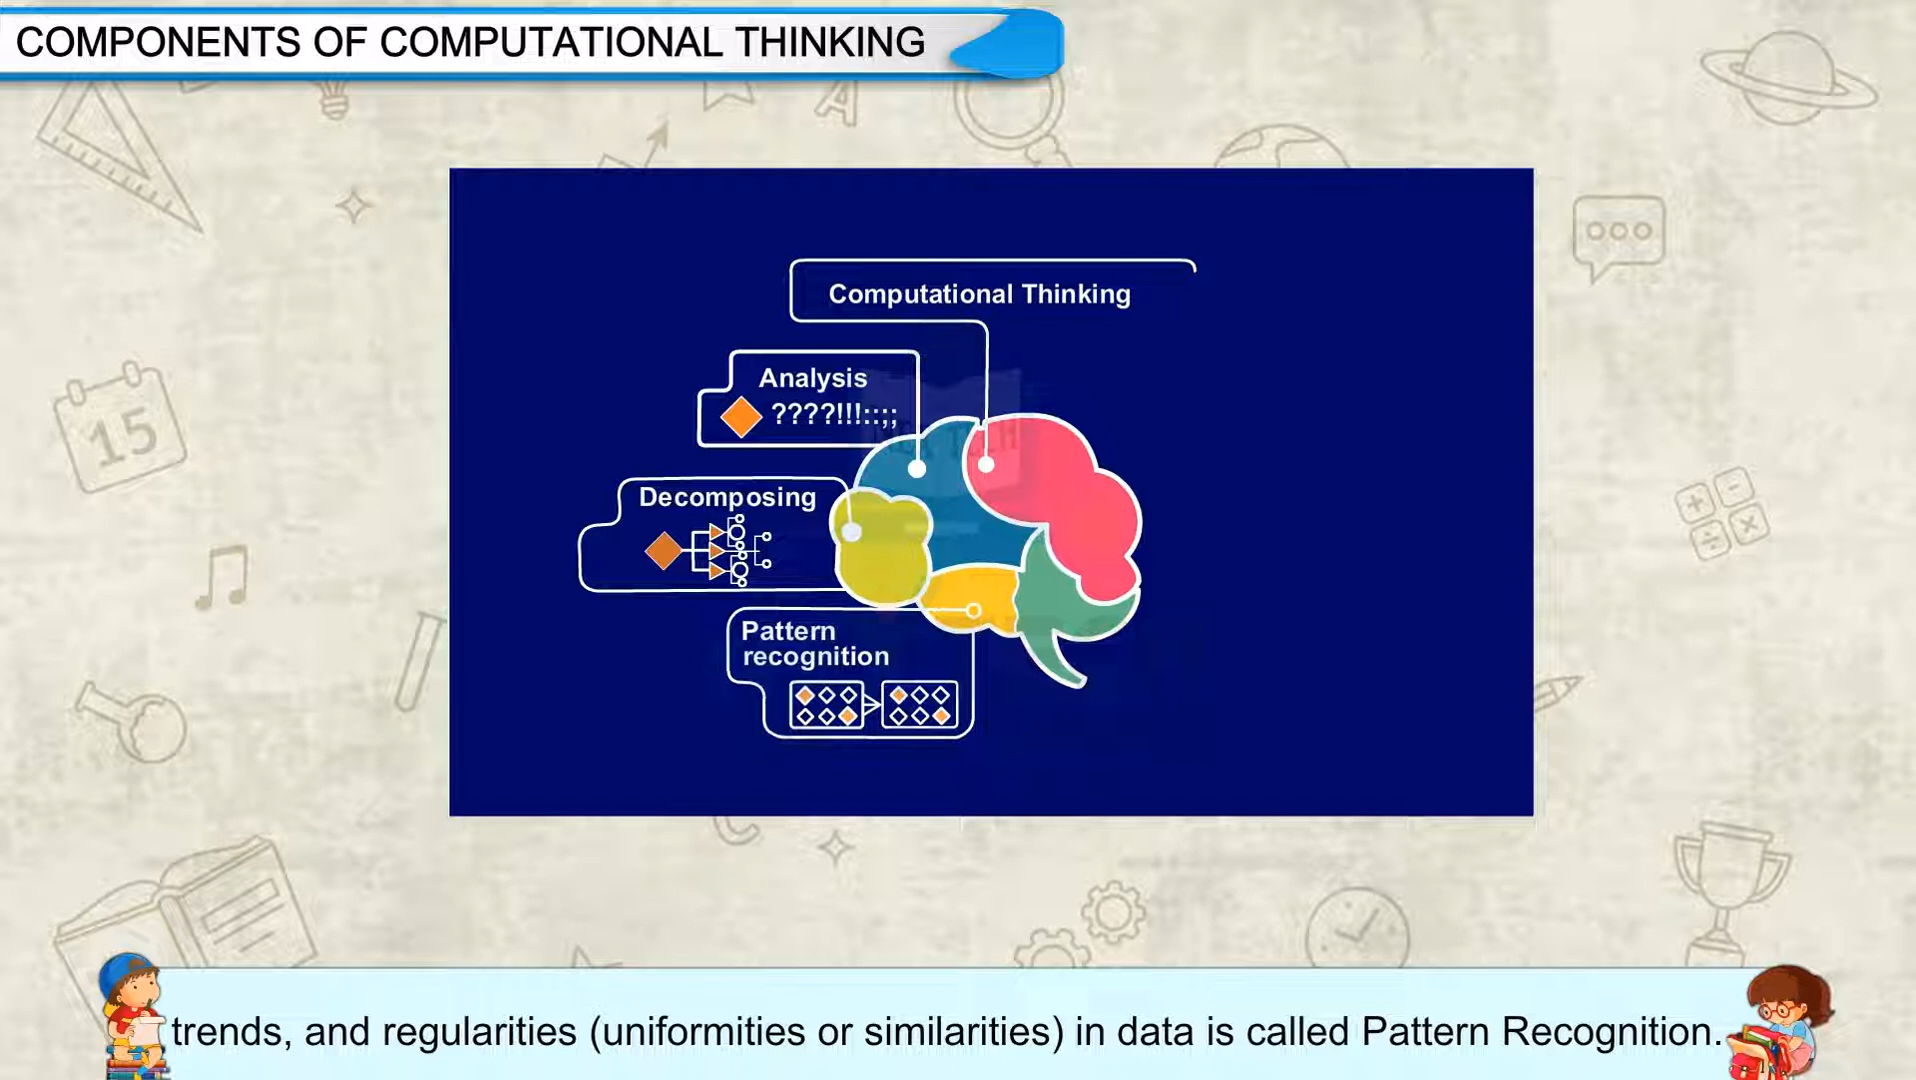 COMPONENTS OF COMPUTATIONAL THINKING
A
Computational Thinking
Analysis
????!!!::;;
15
Decomposing
Pattern
recognition
trends, and regularities (uniformities or similarities) in data is called Pattern Recognition.